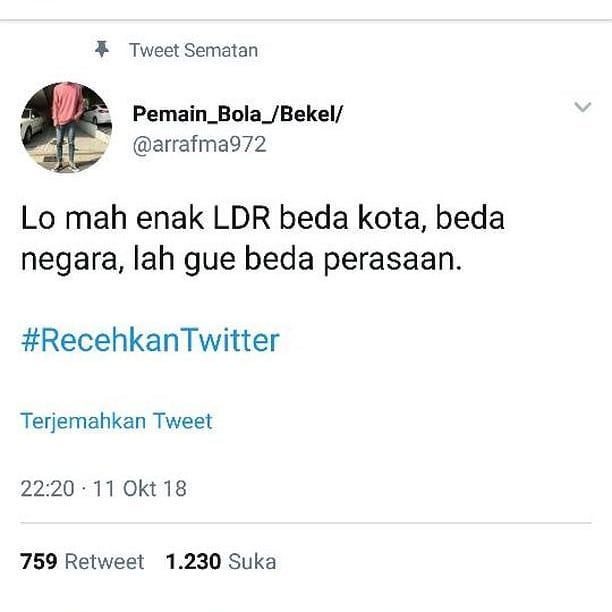 Tweet Sematan
Pemain_Bola_/Bekel/
@arrafma972
Lo mah enak LDR beda kota, beda
negara, lah gue beda perasaan.
#RecehkanTwitter
Terjemahkan Tweet
22:20 · 11 Okt 18
759 Retweet 1.230 Suka